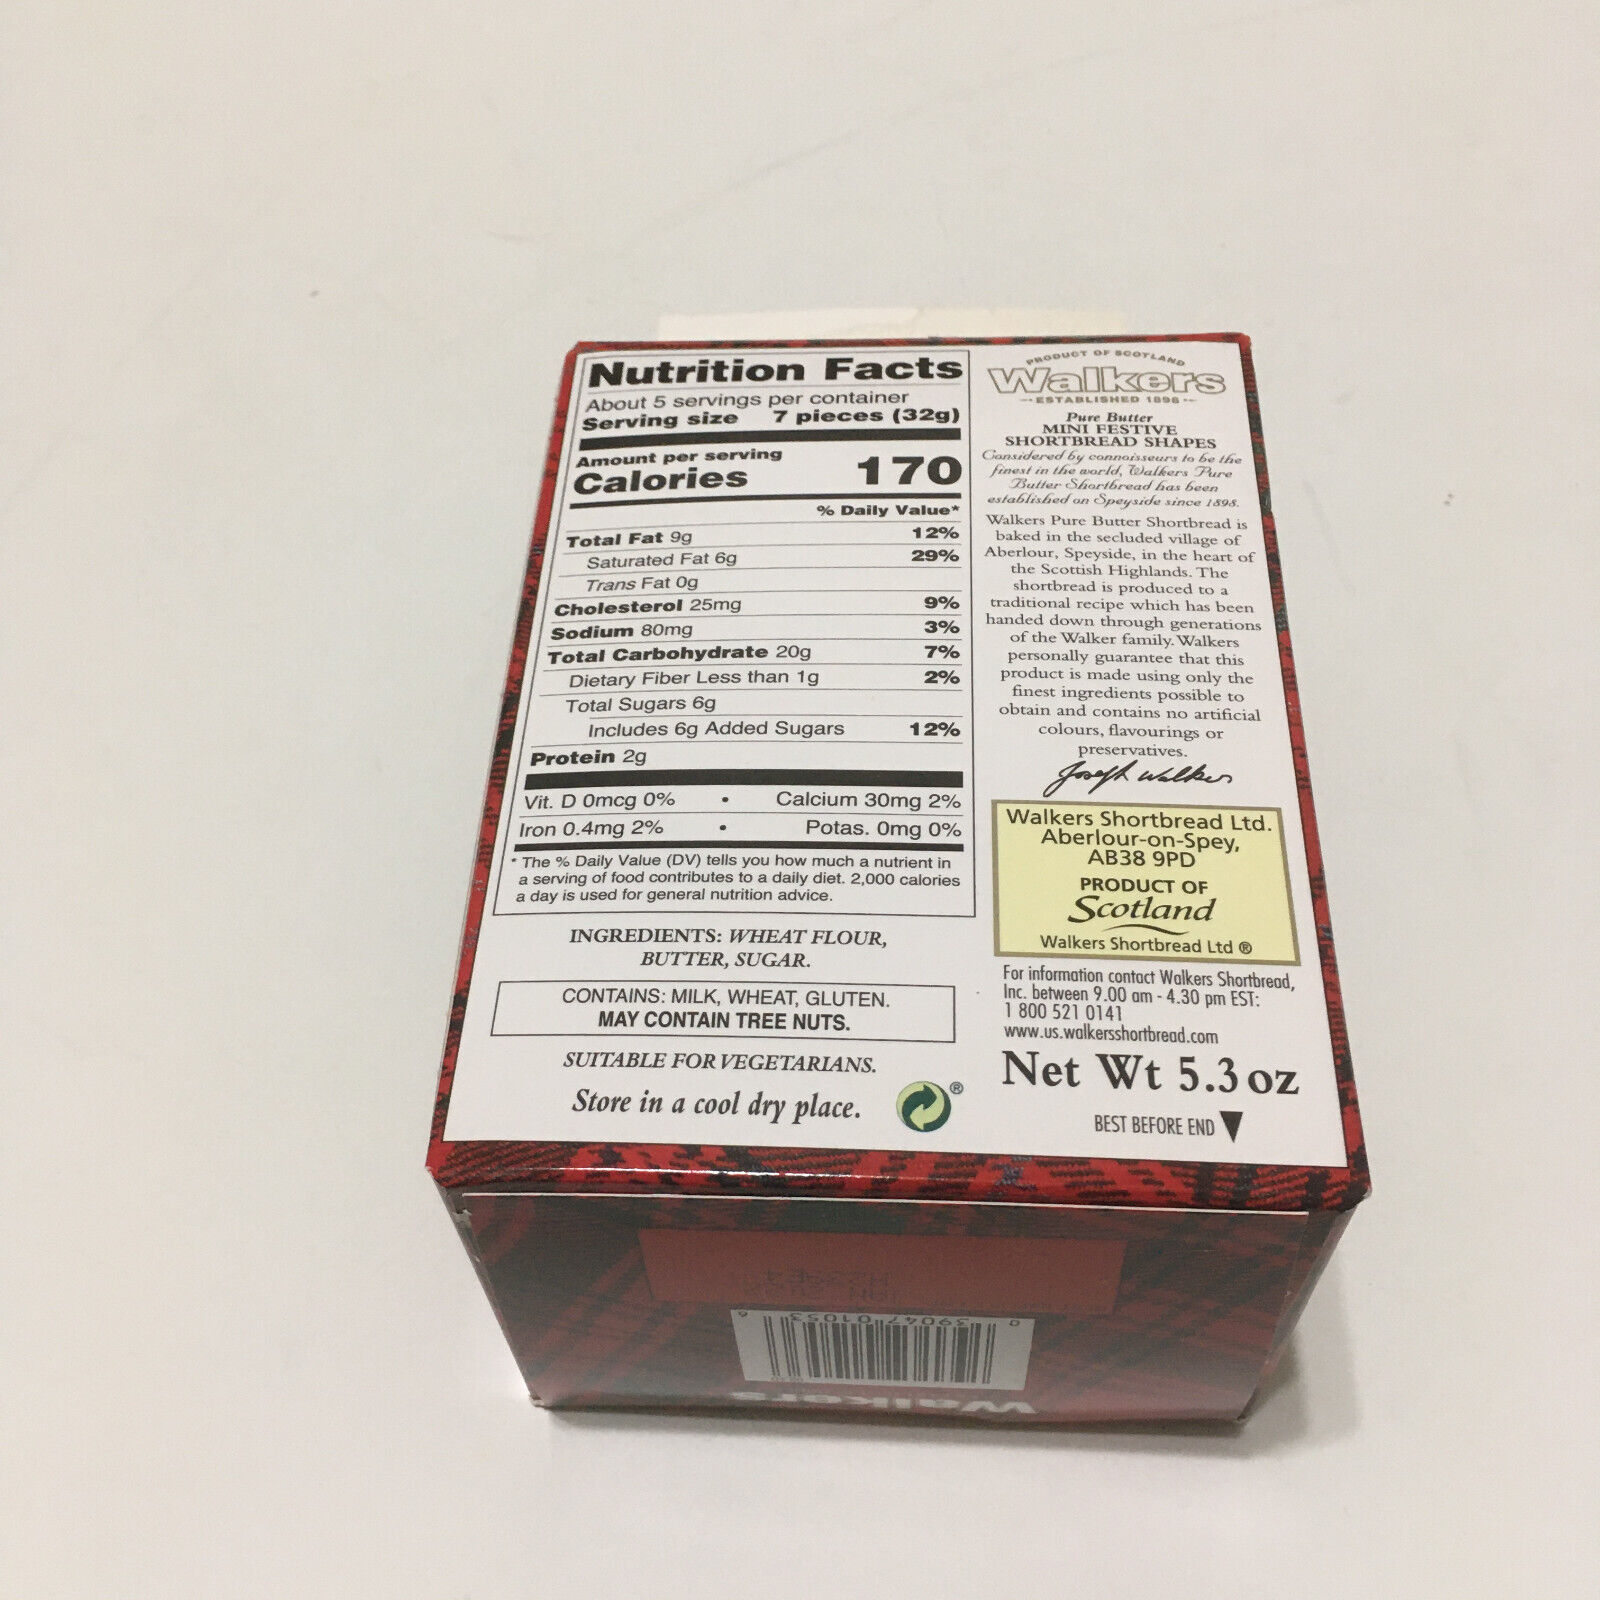 Nutrition Facts
About 5 servings per container
Serving size 7 pieces (32g)
Amount per serving
Calories 170
% Daily Value*
Total Fat 9g 12%
Saturated Fat 6g 29%
Trans Fat 0g
Cholesterol 25mg 9%
Sodium 80mg 3%
Total Carbohydrate 20g 7%
Dietary Fiber Less than 1g 2%
Total Sugars 6g
Includes 6g Added Sugars 12%
Protein 2g
Vit. D 0mcg 0% • Calcium 30mg 2%
Iron 0.4mg 2% • Potas. 0mg 0%
* The % Daily Value (DV) tells you how much a nutrient in
a serving of food contributes to a daily diet. 2,000 calories
a day is used for general nutrition advice.
INGREDIENTS: WHEAT FLOUR,
BUTTER, SUGAR.
CONTAINS: MILK, WHEAT, GLUTEN.
MAY CONTAIN TREE NUTS.
SUITABLE FOR VEGETARIANS.
Store in a cool dry place.
®
PRODUCT OF SCOTLAND
Walkers
ESTABLISHED 1898
Pure Butter
MINI FESTIVE
SHORTBREAD SHAPES
Considered by connoisseurs to be the
finest in the world, Walkers Pure
Butter Shortbread has been
established on Speyside since 1898.
Walkers Pure Butter Shortbread is
baked in the secluded village of
Aberlour, Speyside, in the heart of
the Scottish Highlands. The
shortbread is produced to a
traditional recipe which has been
handed down through generations
of the Walker family. Walkers
personally guarantee that this
product is made using only the
finest ingredients possible to
obtain and contains no artificial
colours, flavourings or
preservatives.
Joseph Walker
Walkers Shortbread Ltd.
Aberlour-on-Spey,
AB38 9PD
PRODUCT OF
Scotland
Walkers Shortbread Ltd ®
For information contact Walkers Shortbread,
Inc. between 9.00 am - 4.30 pm EST:
1 800 521 0141
www.us.walkersshortbread.com
Net Wt 5.3 oz
BEST BEFORE END
0 39047 01053 6
Walkers